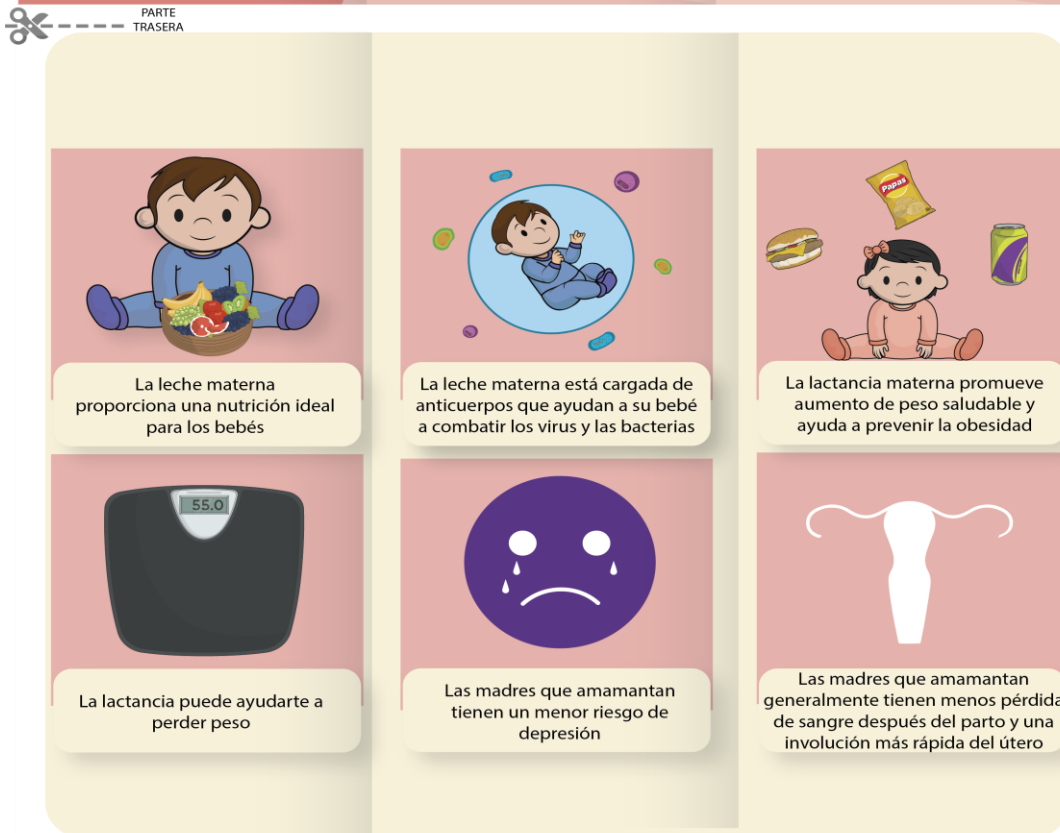 PARTE
TRASERA
Papas
La leche materna
proporciona una nutrición ideal
para los bebés
La leche materna está cargada de
anticuerpos que ayudan a su bebé
a combatir los virus y las bacterias
La lactancia materna promueve
aumento de peso saludable y
ayuda a prevenir la obesidad
55.0
La lactancia puede ayudarte a
perder peso
Las madres que amamantan
tienen un menor riesgo de
depresión
Las madres que amamantan
generalmente tienen menos pérdida
de sangre después del parto y una
involución más rápida del útero